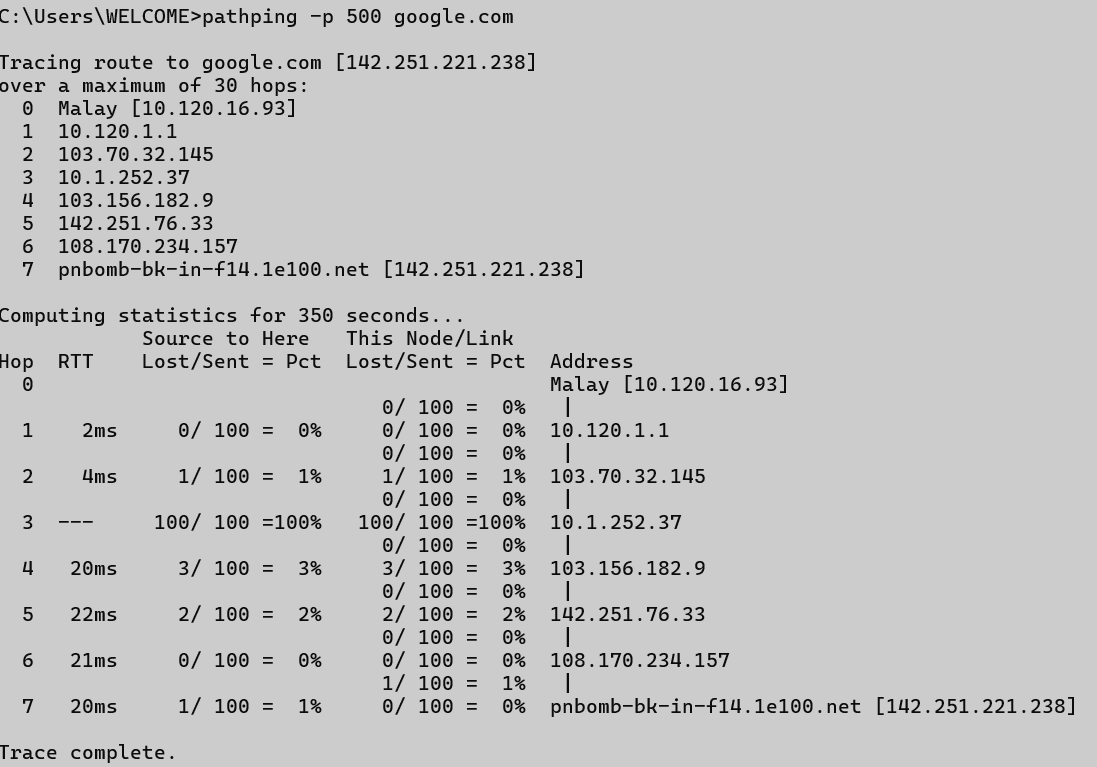 C:\Users\WELCOME>pathping -p 500 google.com
Tracing route to google.com [142.251.221.238]
over a maximum of 30 hops:
  0  Malay [10.120.16.93]
  1  10.120.1.1
  2  103.70.32.145
  3  10.1.252.37
  4  103.156.182.9
  5  142.251.76.33
  6  108.170.234.157
  7  pnbomb-bk-in-f14.1e100.net [142.251.221.238]
Computing statistics for 350 seconds...
            Source to Here   This Node/Link
Hop  RTT    Lost/Sent = Pct  Lost/Sent = Pct  Address
  0                                           Malay [10.120.16.93]
                                0/ 100 =  0%   |
  1    2ms     0/ 100 =  0%     0/ 100 =  0%  10.120.1.1
                                0/ 100 =  0%   |
  2    4ms     1/ 100 =  1%     1/ 100 =  1%  103.70.32.145
                                0/ 100 =  0%   |
  3  ---     100/ 100 =100%   100/ 100 =100%  10.1.252.37
                                0/ 100 =  0%   |
  4   20ms     3/ 100 =  3%     3/ 100 =  3%  103.156.182.9
                                0/ 100 =  0%   |
  5   22ms     2/ 100 =  2%     2/ 100 =  2%  142.251.76.33
                                0/ 100 =  0%   |
  6   21ms     0/ 100 =  0%     0/ 100 =  0%  108.170.234.157
                                1/ 100 =  1%   |
  7   20ms     1/ 100 =  1%     0/ 100 =  0%  pnbomb-bk-in-f14.1e100.net [142.251.221.238]
Trace complete.